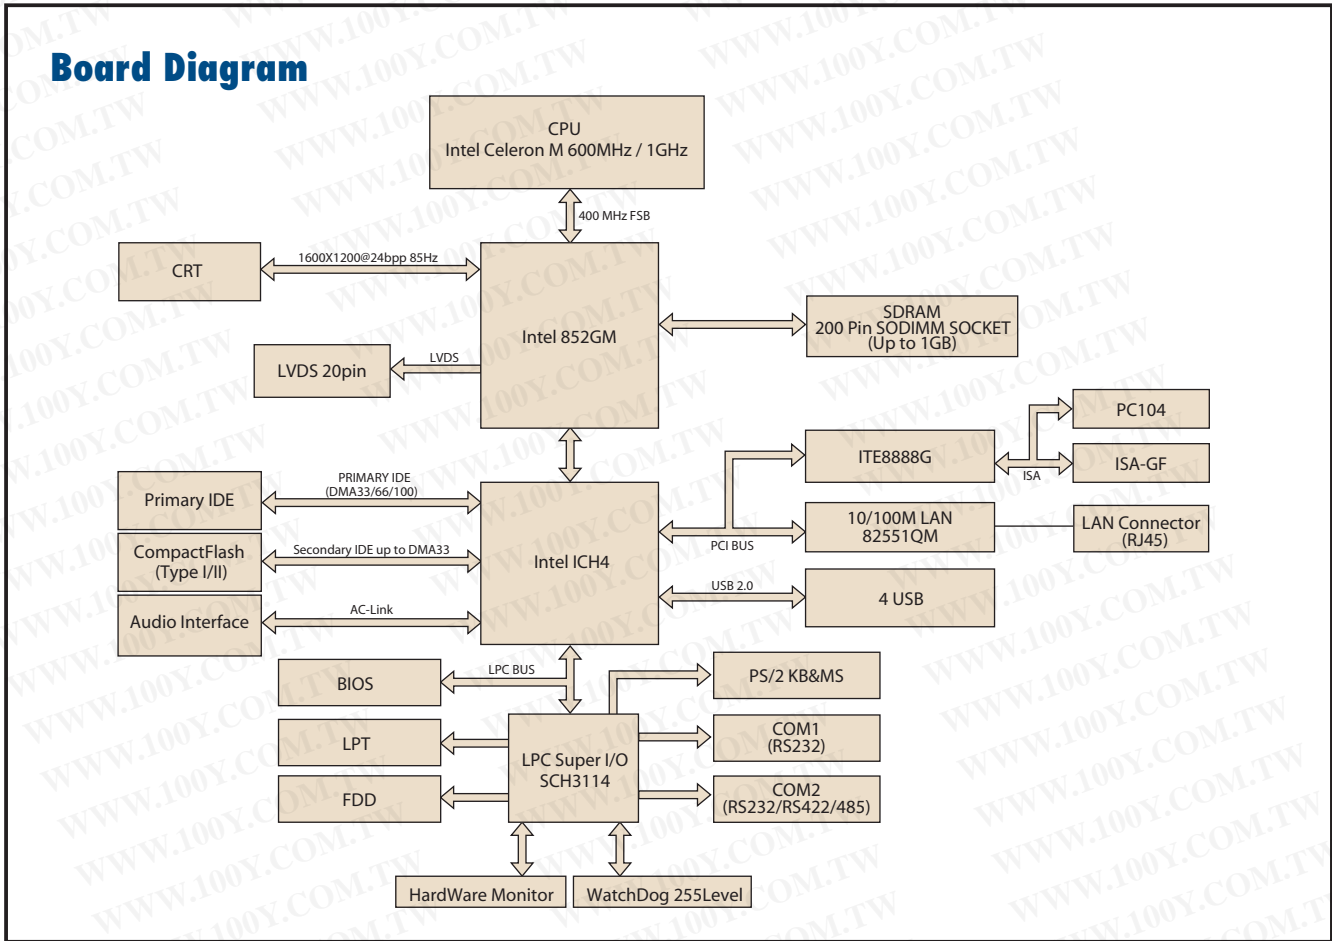 Board Diagram
CPU
Intel Celeron M 600MHz / 1GHz
400 MHz FSB
CRT
1600X1200@24bpp 85Hz
Intel 852GM
SDRAM
200 Pin SODIMM SOCKET
(Up to 1GB)
LVDS 20pin
LVDS
PC104
ITE8888G
ISA
ISA-GF
Primary IDE
PRIMARY IDE
(DMA33/66/100)
10/100M LAN
82551QM
LAN Connector
(RJ45)
PCI BUS
CompactFlash
(Type I/II)
Secondary IDE up to DMA33
Intel ICH4
USB 2.0
4 USB
Audio Interface
AC-Link
BIOS
LPC BUS
PS/2 KB&MS
LPT
LPC Super I/O
SCH3114
COM1
(RS232)
FDD
COM2
(RS232/RS422/485)
HardWare Monitor
WatchDog 255Level
WWW.100Y.COM.TW